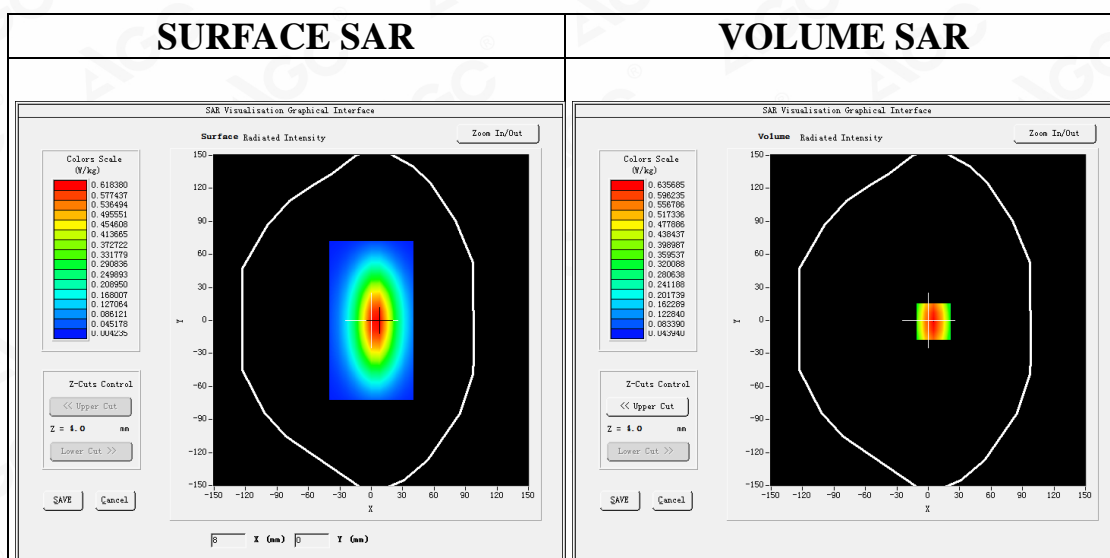 SURFACE SAR
VOLUME SAR
SAR Visualisation Graphical Interface
Surface Radiated Intensity
Zoom In/Out
Colors Scale
(W/kg)
0.618380
0.577437
0.536494
0.495551
0.454608
0.413665
0.372722
0.331779
0.290836
0.249893
0.208950
0.168007
0.127064
0.086121
0.045178
0.004235
Z-Cuts Control
<< Upper Cut
Z = 4.0 mm
Lower Cut >>
SAVE
Cancel
150
120
90
60
30
0
-30
-60
-90
-120
-150
Y
-150 -120 -90 -60 -30 0 30 60 90 120 150
X
8 X (mm) 0 Y (mm)
SAR Visualisation Graphical Interface
Volume Radiated Intensity
Zoom In/Out
Colors Scale
(W/kg)
0.635685
0.596235
0.556786
0.517336
0.477886
0.438437
0.398987
0.359537
0.320088
0.280638
0.241188
0.201739
0.162289
0.122840
0.083390
0.043940
Z-Cuts Control
<< Upper Cut
Z = 4.0 mm
Lower Cut >>
SAVE
Cancel
150
120
90
60
30
0
-30
-60
-90
-120
-150
Y
-150 -120 -90 -60 -30 0 30 60 90 120 150
X